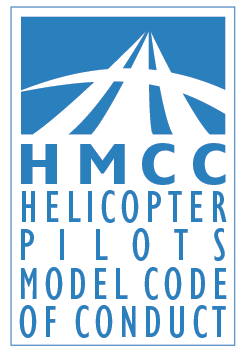 HMCC
HELICOPTER
PILOTS
MODEL CODE
OF CONDUCT